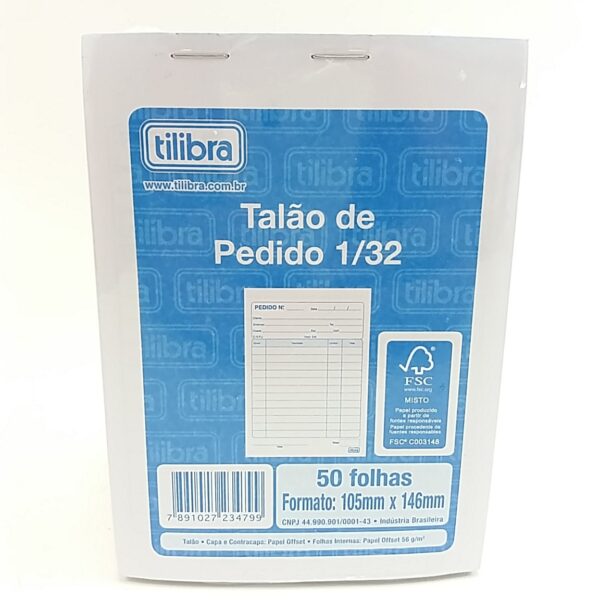 tilibra
www.tilibra.com.br
Talão de
Pedido 1/32
PEDIDO Nº
Data
FSC
www.fsc.org
MISTO
Papel produzido
a partir de
fontes responsáveis
Papel procedente de
fuentes responsables
FSC® C003148
50 folhas
Formato: 105mm x 146mm
7 891027 234799
CNPJ 44.990.901/0001-43 • Indústria Brasileira
Talão • Capa e Contracapa: Papel Offset • Folhas Internas: Papel Offset 56 g/m²